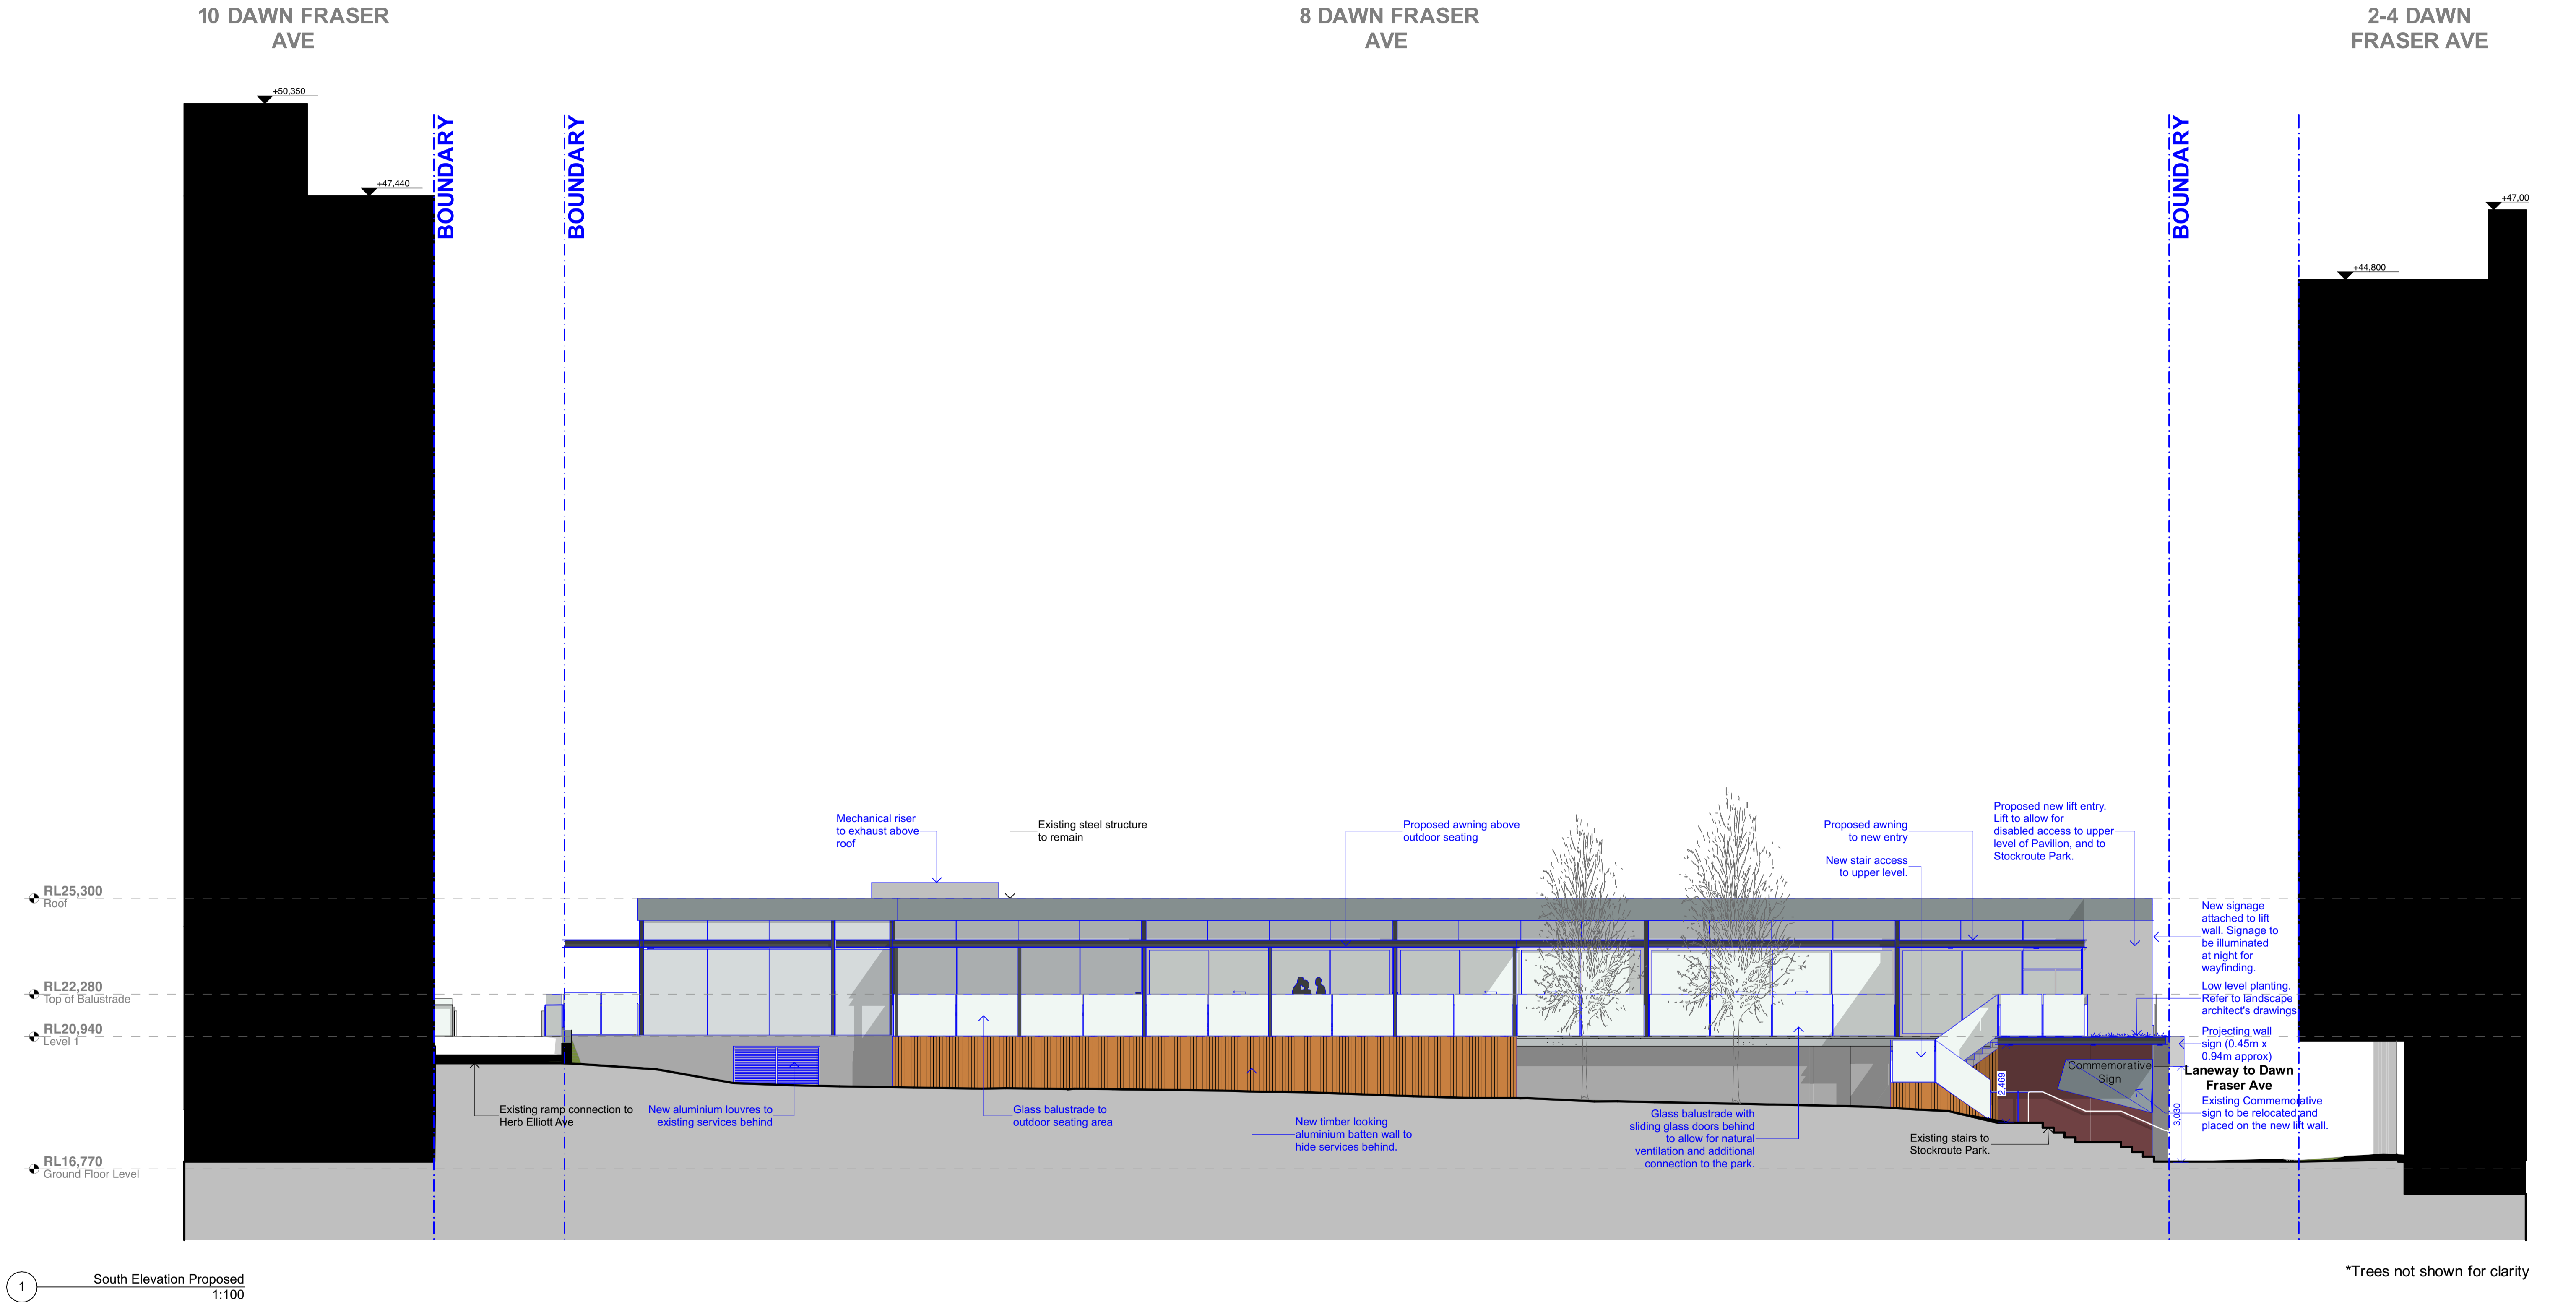 10 DAWN FRASER
AVE
8 DAWN FRASER
AVE
2-4 DAWN
FRASER AVE
+50,350
+47,440
+47,00
+44,800
BOUNDARY
BOUNDARY
BOUNDARY
Mechanical riser
to exhaust above
roof
Existing steel structure
to remain
Proposed awning above
outdoor seating
Proposed awning
to new entry
New stair access
to upper level.
Proposed new lift entry.
Lift to allow for
disabled access to upper
level of Pavilion, and to
Stockroute Park.
RL25,300
Roof
RL22,280
Top of Balustrade
RL20,940
Level 1
RL16,770
Ground Floor Level
New signage
attached to lift
wall. Signage to
be illuminated
at night for
wayfinding.
Low level planting.
Refer to landscape
architect's drawings
Projecting wall
sign (0.45m x
0.94m approx)
Laneway to Dawn
Fraser Ave
Existing Commemorative
sign to be relocated and
placed on the new lift wall.
Commemorative
Sign
2,469
3,030
Existing ramp connection to
Herb Elliott Ave
New aluminium louvres to
existing services behind
Glass balustrade to
outdoor seating area
New timber looking
aluminium batten wall to
hide services behind.
Glass balustrade with
sliding glass doors behind
to allow for natural
ventilation and additional
connection to the park.
Existing stairs to
Stockroute Park.
1
South Elevation Proposed
1:100
*Trees not shown for clarity